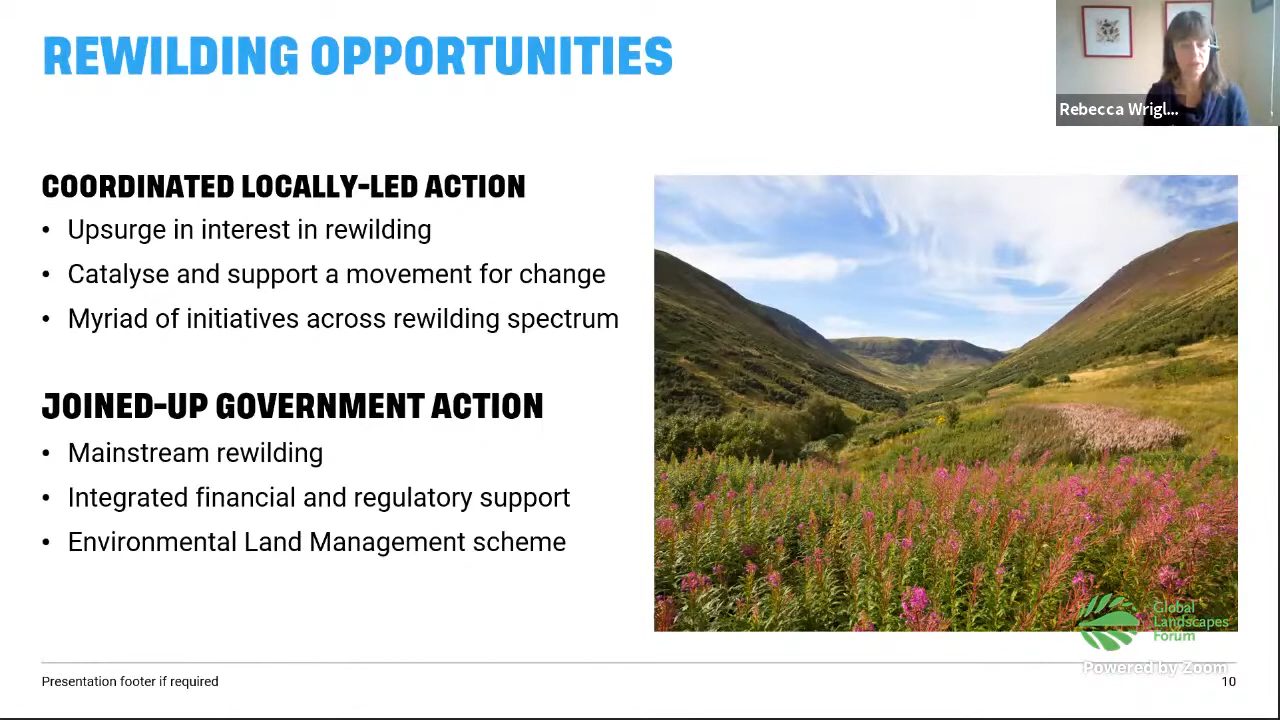 REWILDING OPPORTUNITIES
Rebecca Wrigl...
COORDINATED LOCALLY-LED ACTION
• Upsurge in interest in rewilding
• Catalyse and support a movement for change
• Myriad of initiatives across rewilding spectrum
JOINED-UP GOVERNMENT ACTION
• Mainstream rewilding
• Integrated financial and regulatory support
• Environmental Land Management scheme
Global
Landscapes
Forum
Powered by Zoom
Presentation footer if required
10